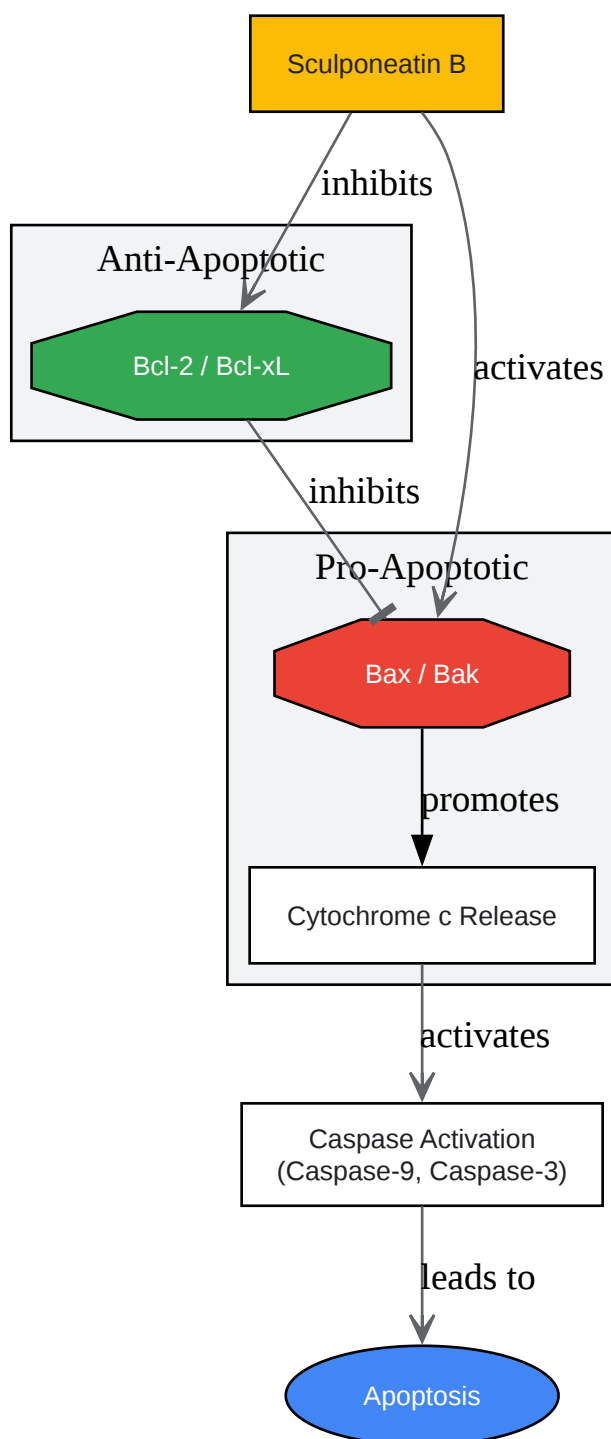 Sculponeatin B
inhibits
Anti-Apoptotic
Bcl-2 / Bcl-xL
activates
inhibits
Pro-Apoptotic
Bax / Bak
promotes
Cytochrome c Release
activates
Caspase Activation
(Caspase-9, Caspase-3)
leads to
Apoptosis